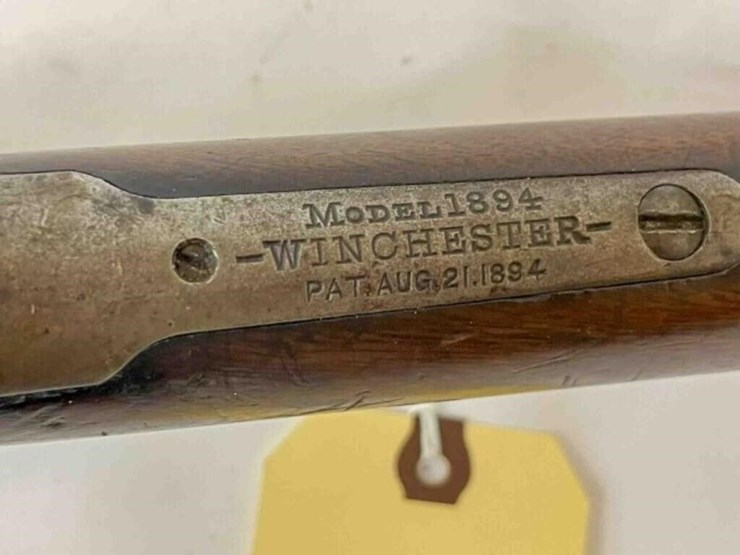 MODEL 1894
-WINCHESTER-
PAT. AUG. 21. 1894